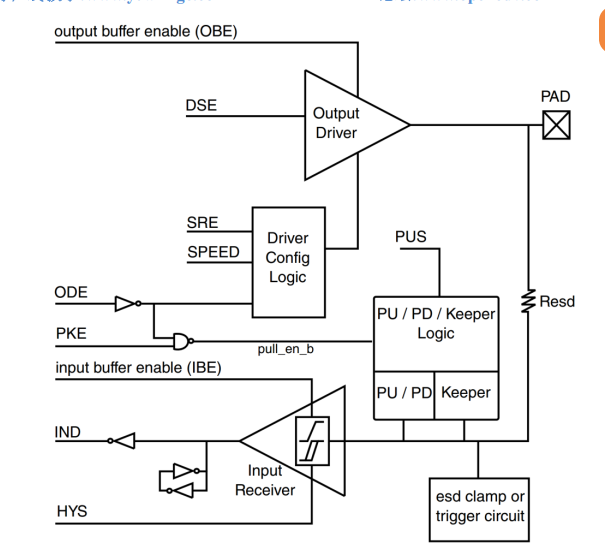 output buffer enable (OBE)
PAD
DSE
Output
Driver
SRE
Driver
Config
Logic
SPEED
PUS
ODE
Resd
PU / PD / Keeper
Logic
PKE
pull_en_b
input buffer enable (IBE)
PU / PD
Keeper
IND
Input
Receiver
HYS
esd clamp or
trigger circuit